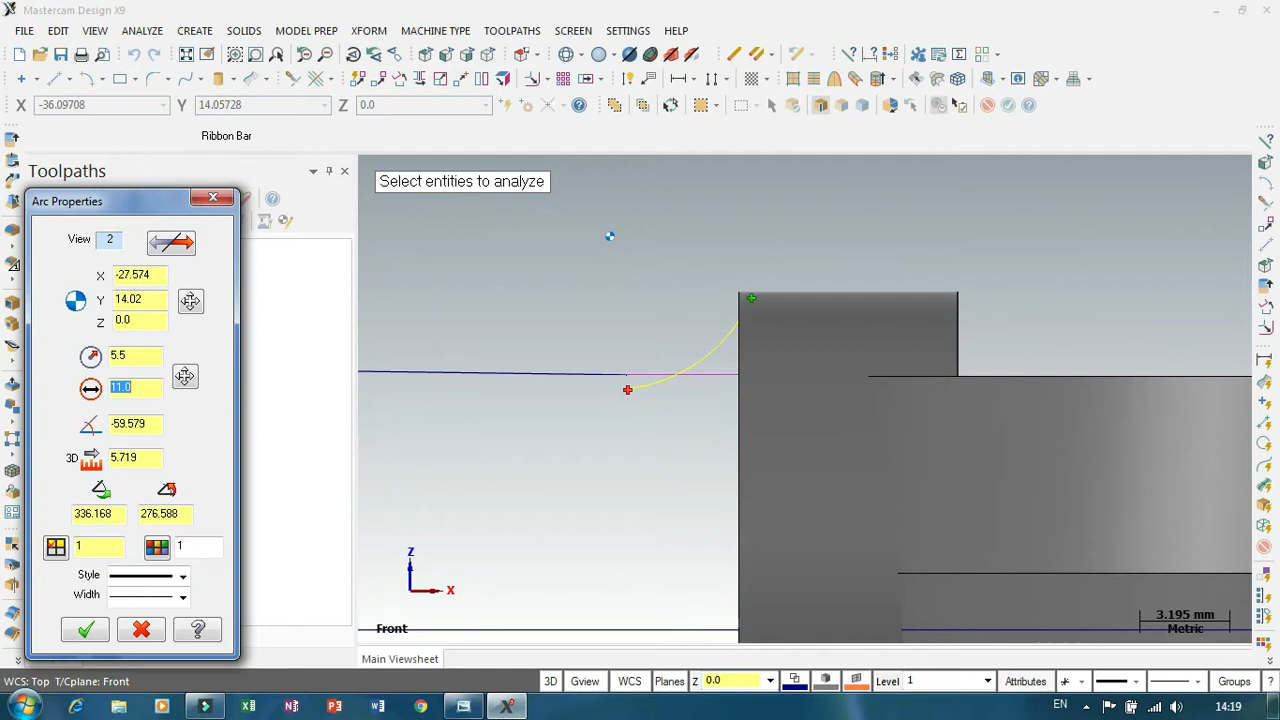 Mastercam Design X9
FILE EDIT VIEW ANALYZE CREATE SOLIDS MODEL PREP XFORM MACHINE TYPE TOOLPATHS SCREEN SETTINGS HELP
X -36.09708 Y 14.05728 Z 0.0
Ribbon Bar
Toolpaths
Select entities to analyze
Arc Properties
View 2
X -27.574
Y 14.02
Z 0.0
5.5
11.0
-59.579
3D 5.719
336.168 276.588
1 1
Style
Width
Z
X
Front
3.195 mm
Metric
Main Viewsheet
WCS: Top T/Cplane: Front
3D Gview WCS Planes Z 0.0 Level 1 Attributes Groups
EN 14:19